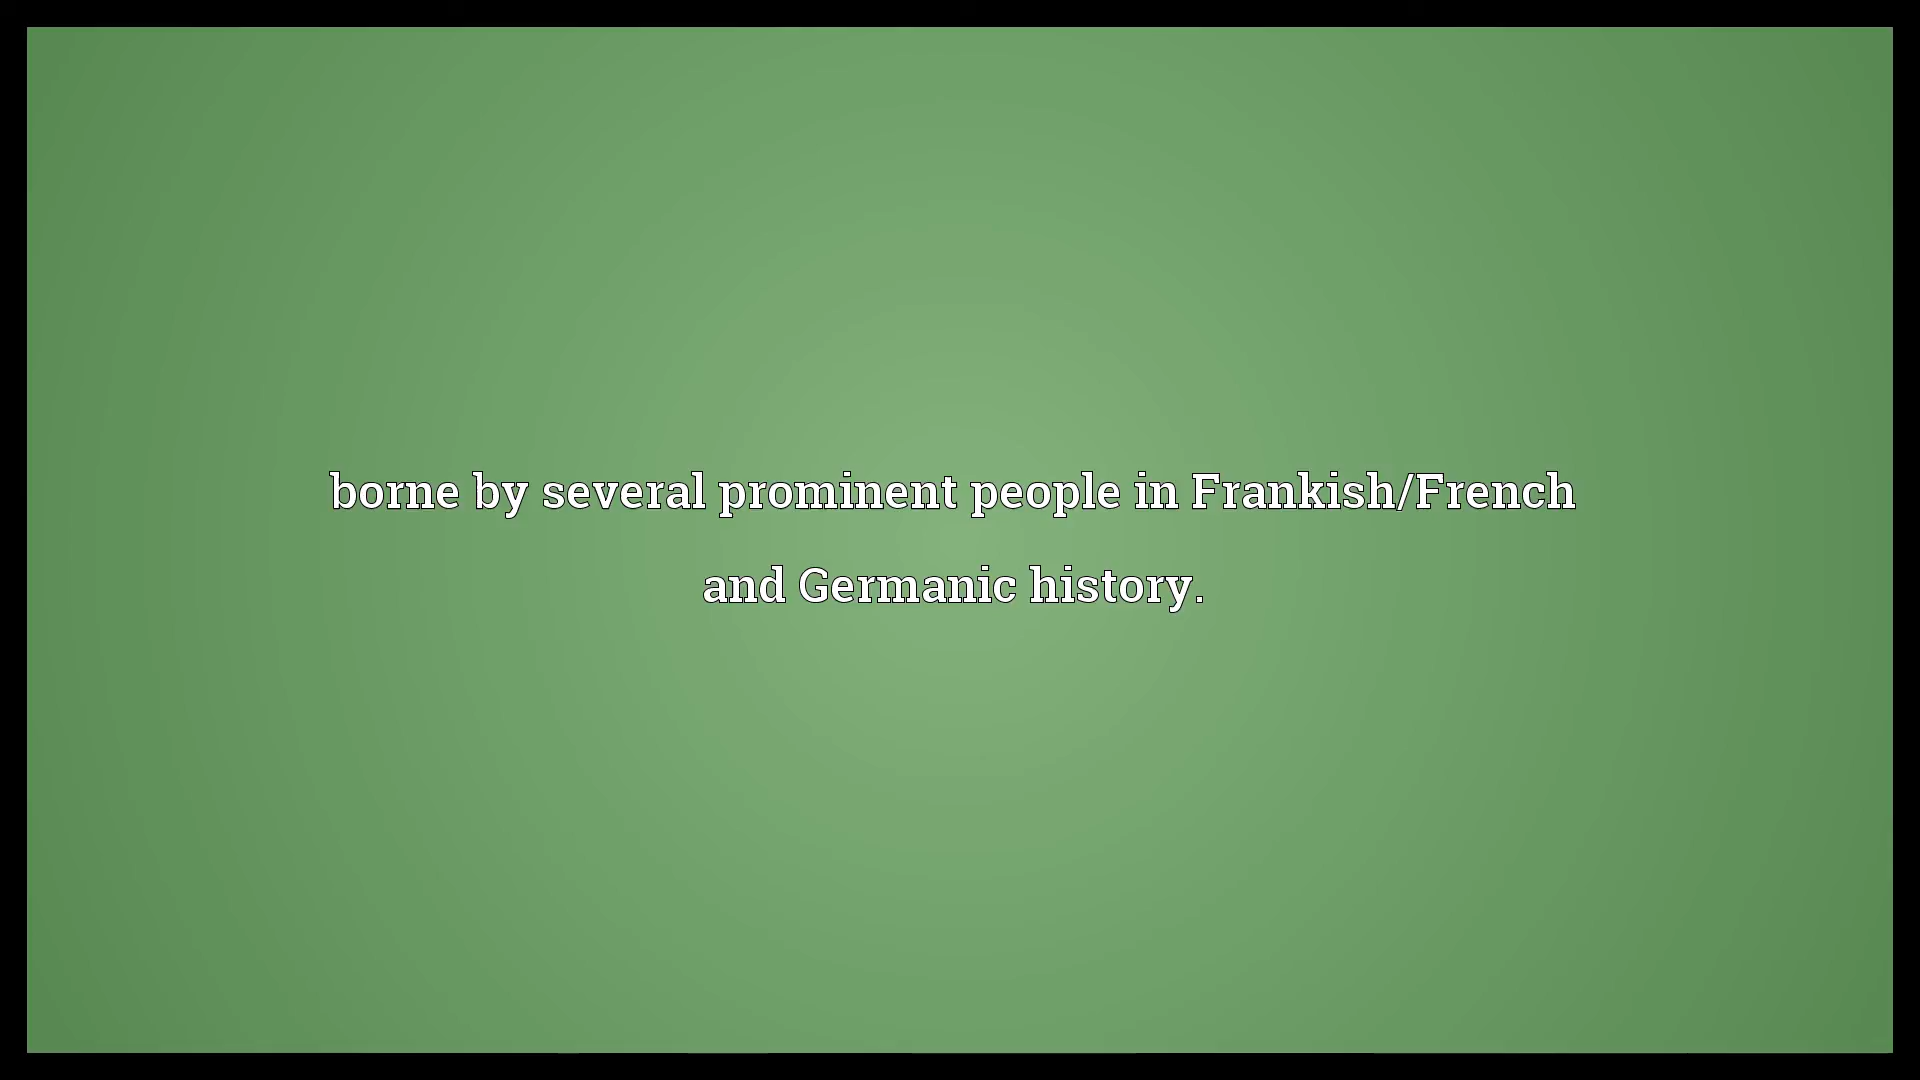 borne by several prominent people in Frankish/French
and Germanic history.